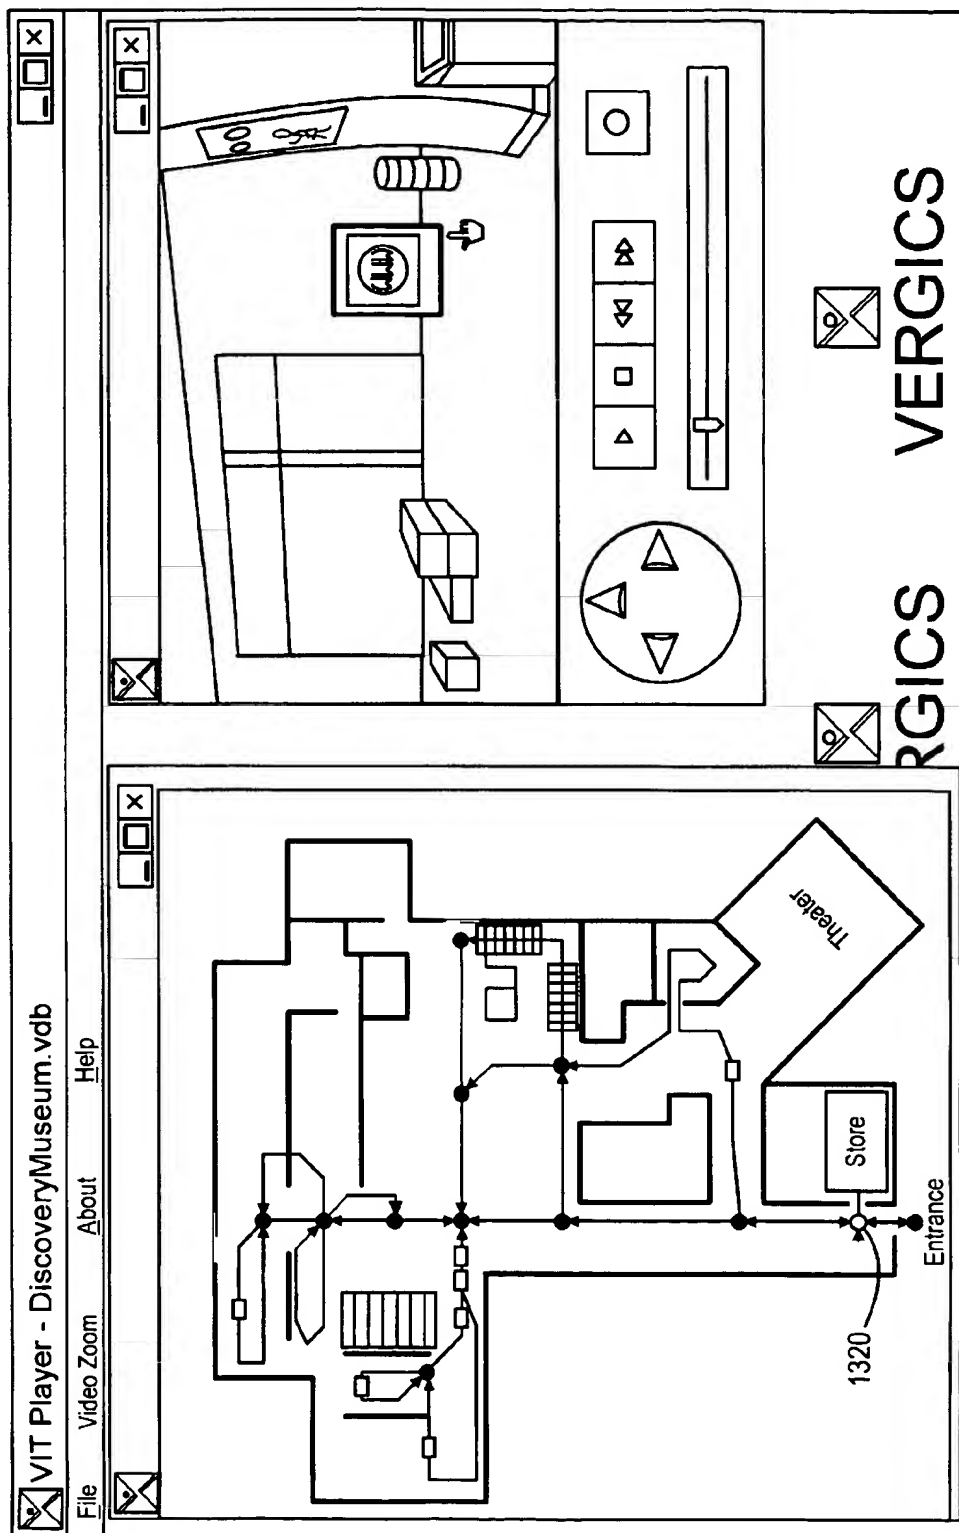 VIT Player - DiscoveryMuseum.vdb
File Video Zoom About Help
Theater
Store
Entrance
1320
RGICS VERGICS